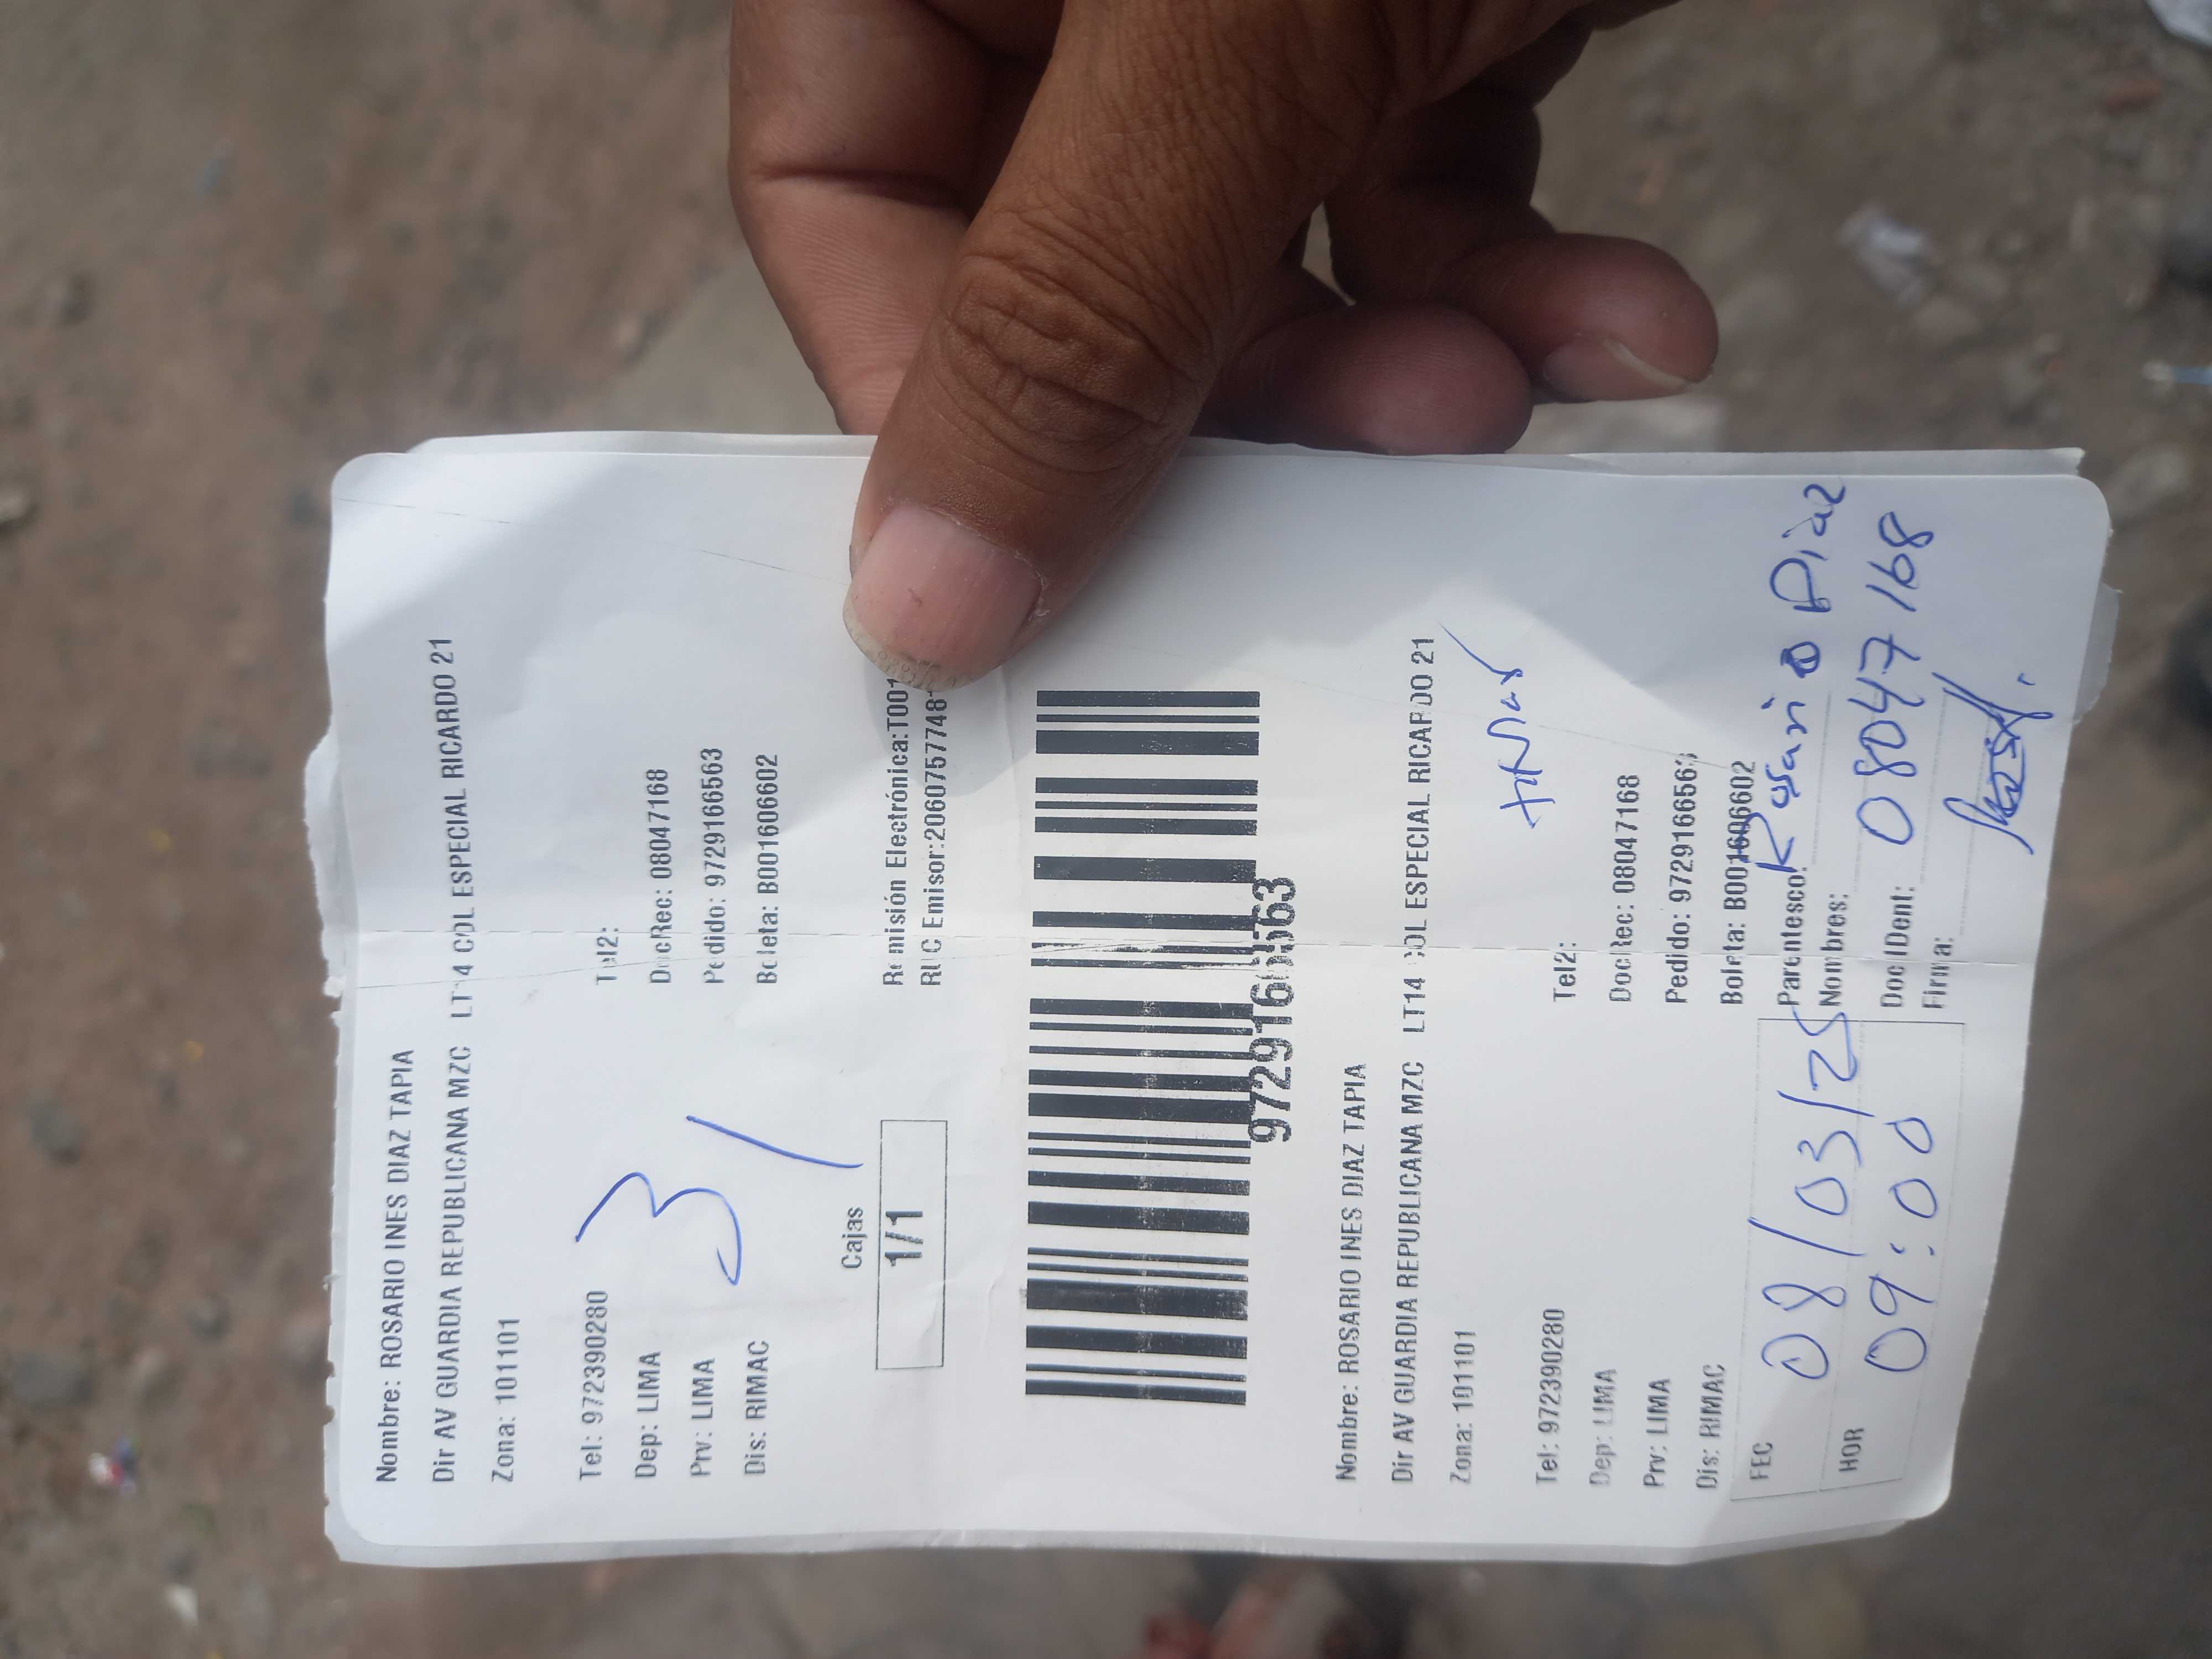 Nombre: ROSARIO INES DIAZ TAPIA
Dir AV GUARDIA REPUBLICANA MZC LT14 COL ESPECIAL RICARDO 21
Zona: 101101
Tel: 972390280 Tel2:
Dep: LIMA DocRec: 08047168
Prv: LIMA Pedido: 9729166563
Dis: RIMAC Boleta: B001606602
31
Cajas
1/1
Remisión Electrónica:T001
RUC Emisor:2060757748
9729166563
Nombre: ROSARIO INES DIAZ TAPIA
Dir AV GUARDIA REPUBLICANA MZC LT14 COL ESPECIAL RICARDO 21
Zona: 101101
Tel: 972390280 Tel2:
Dep: LIMA DocRec: 08047168
Prv: LIMA Pedido: 9729166563
Dis: RIMAC Boleta: B001606602
FEC 08/03/25 Parentesco:
Nombres: Rosario Diaz
HOR 09:00 Doc IDent: 08047168
Firma: